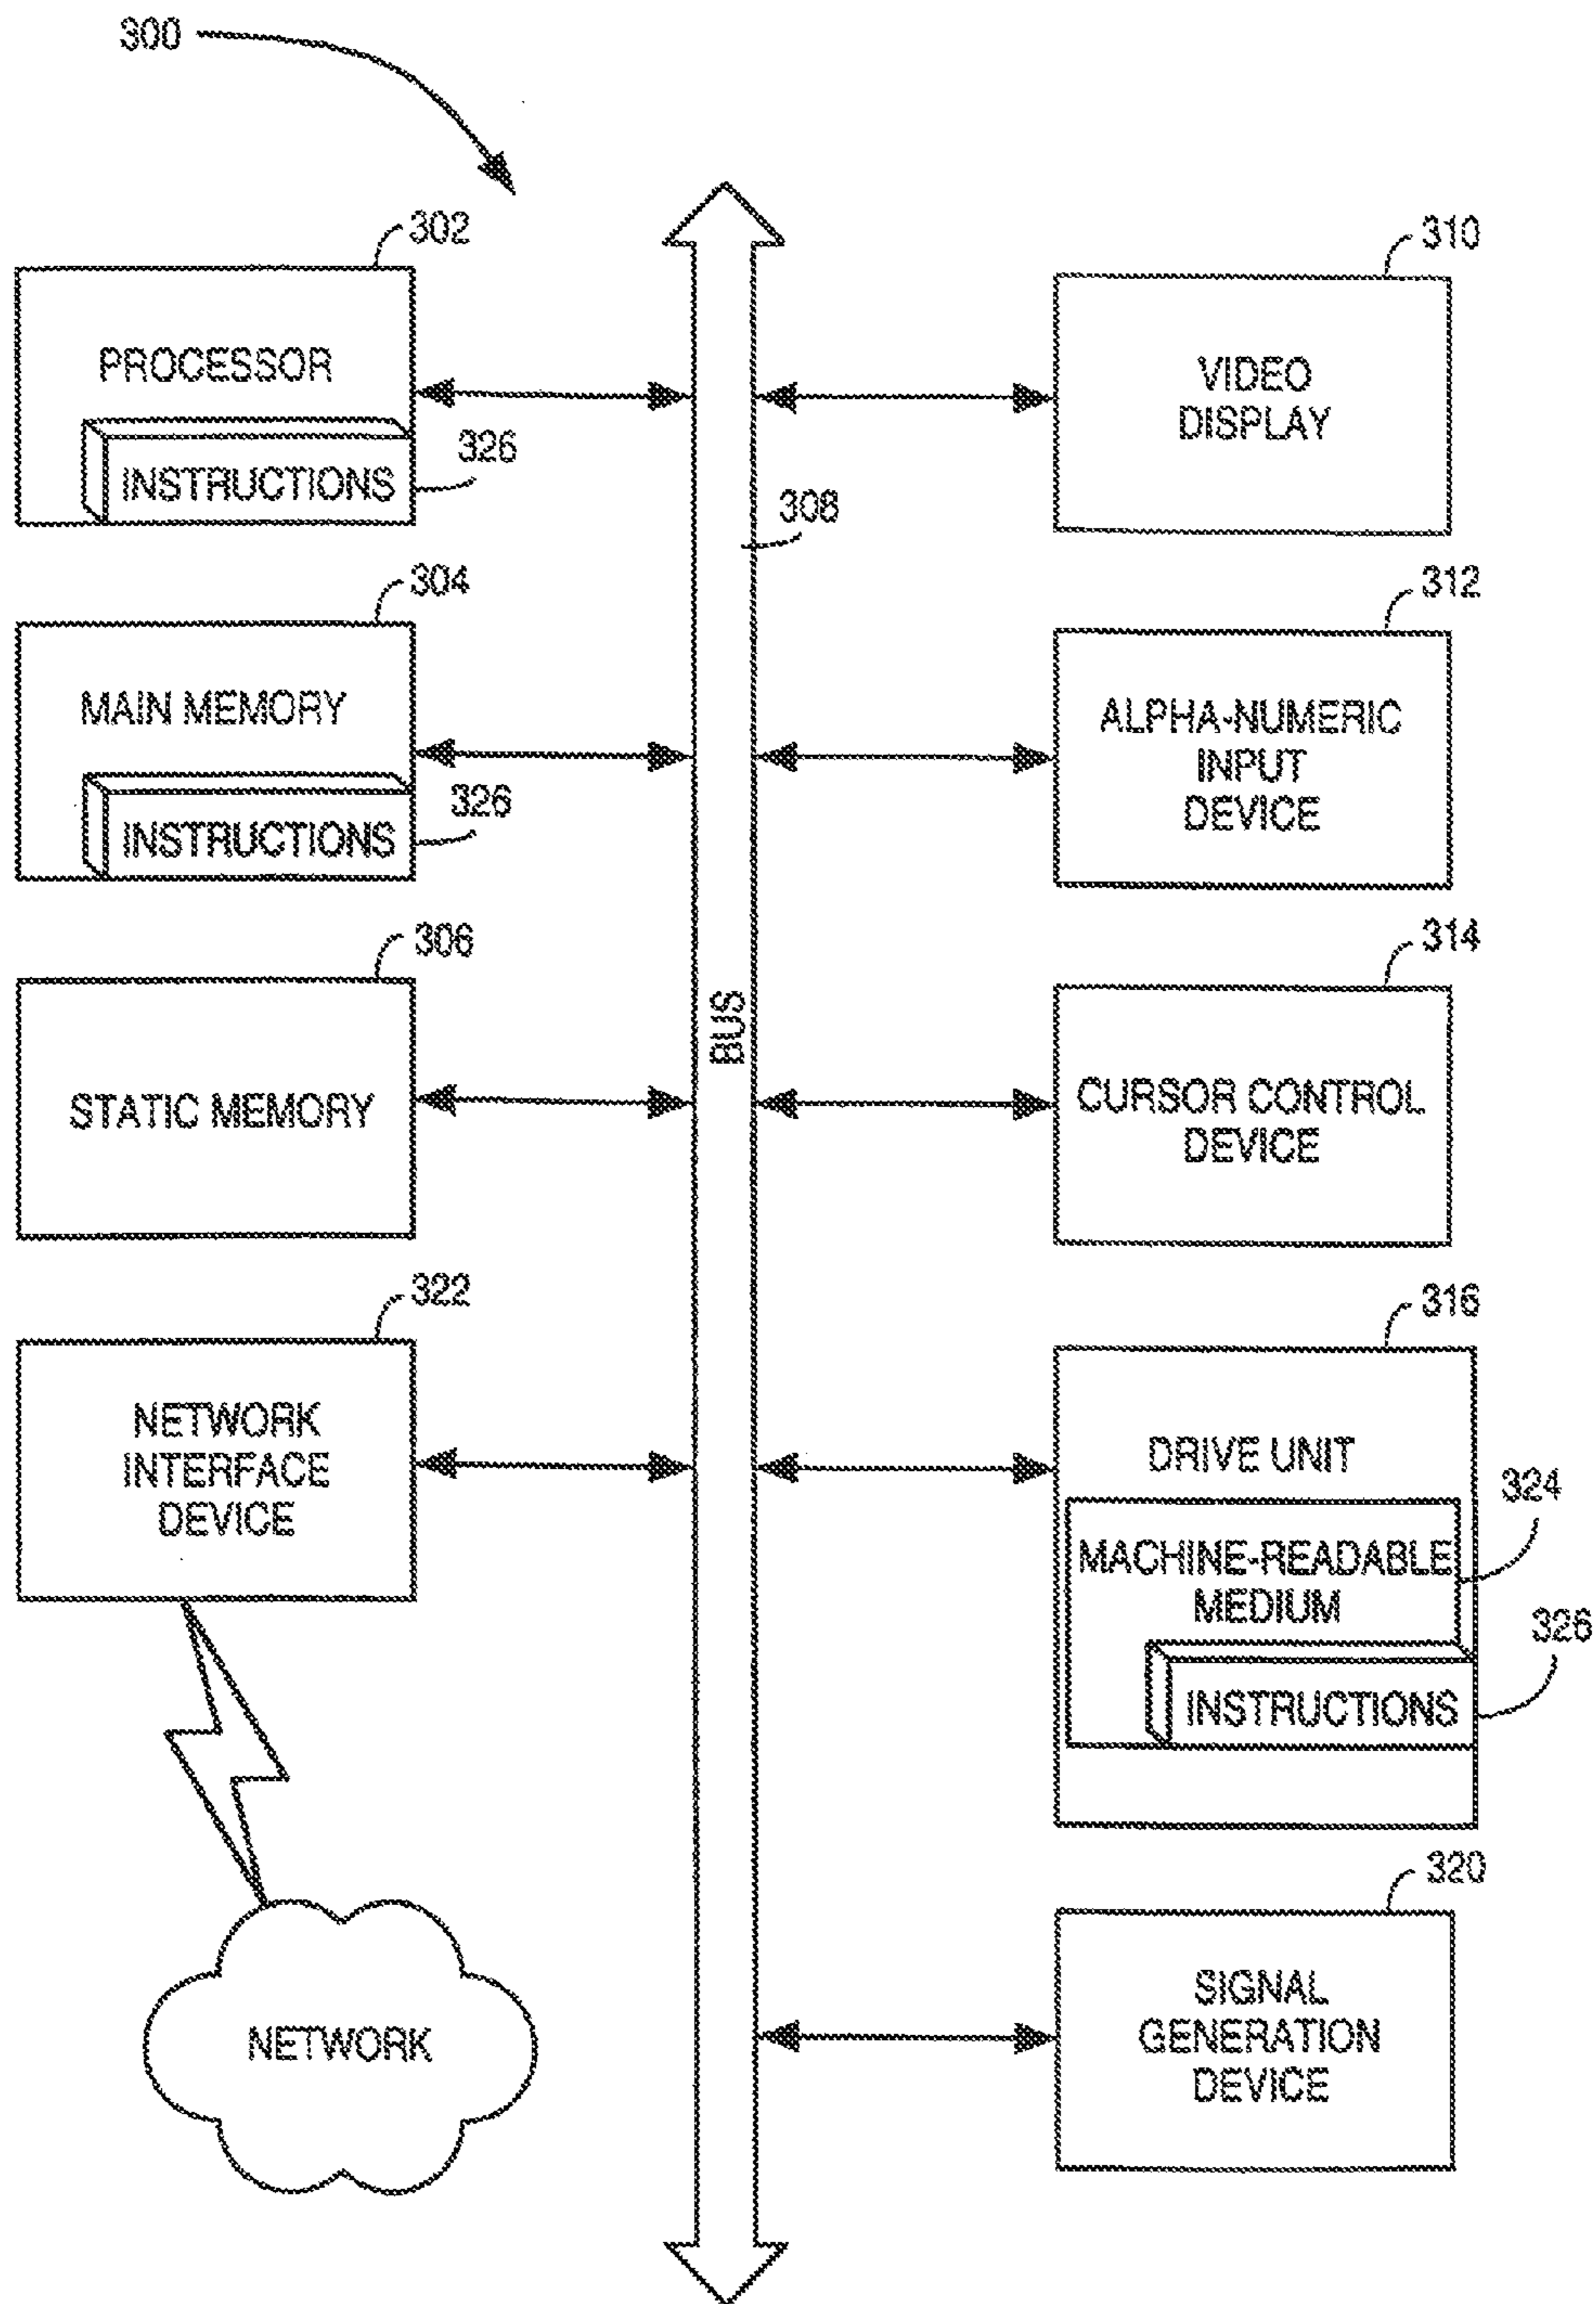 300
302
PROCESSOR
INSTRUCTIONS
326
304
MAIN MEMORY
INSTRUCTIONS
326
306
STATIC MEMORY
322
NETWORK
INTERFACE
DEVICE
NETWORK
308
BUS
310
VIDEO
DISPLAY
312
ALPHA-NUMERIC
INPUT
DEVICE
314
CURSOR CONTROL
DEVICE
316
DRIVE UNIT
324
MACHINE-READABLE
MEDIUM
326
INSTRUCTIONS
320
SIGNAL
GENERATION
DEVICE